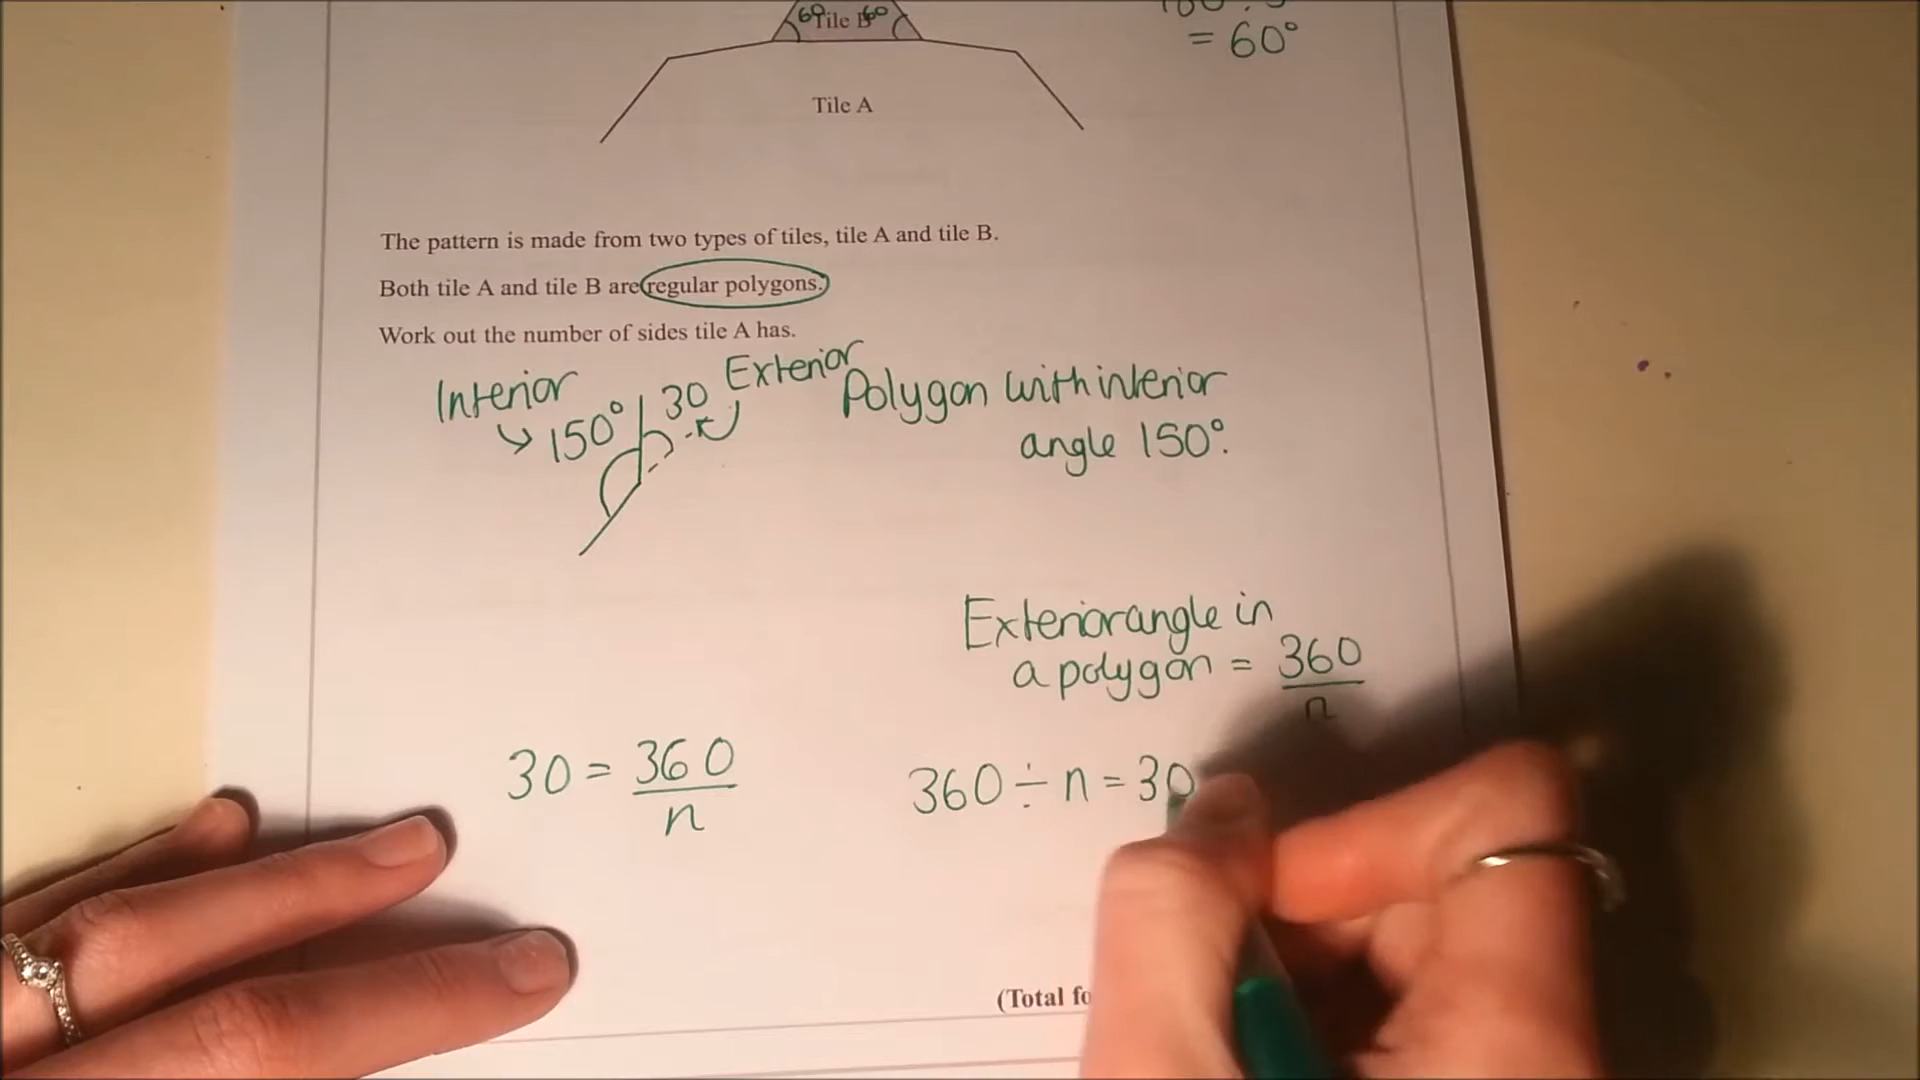 60 Tile B 60
= 60°
Tile A
The pattern is made from two types of tiles, tile A and tile B.
Both tile A and tile B are regular polygons.
Work out the number of sides tile A has.
Interior
150°
30
Exterior
Polygon with interior
angle 150°.
Exterior angle in
a polygon = 360
n
30 = 360
n
360 ÷ n = 30
(Total fo